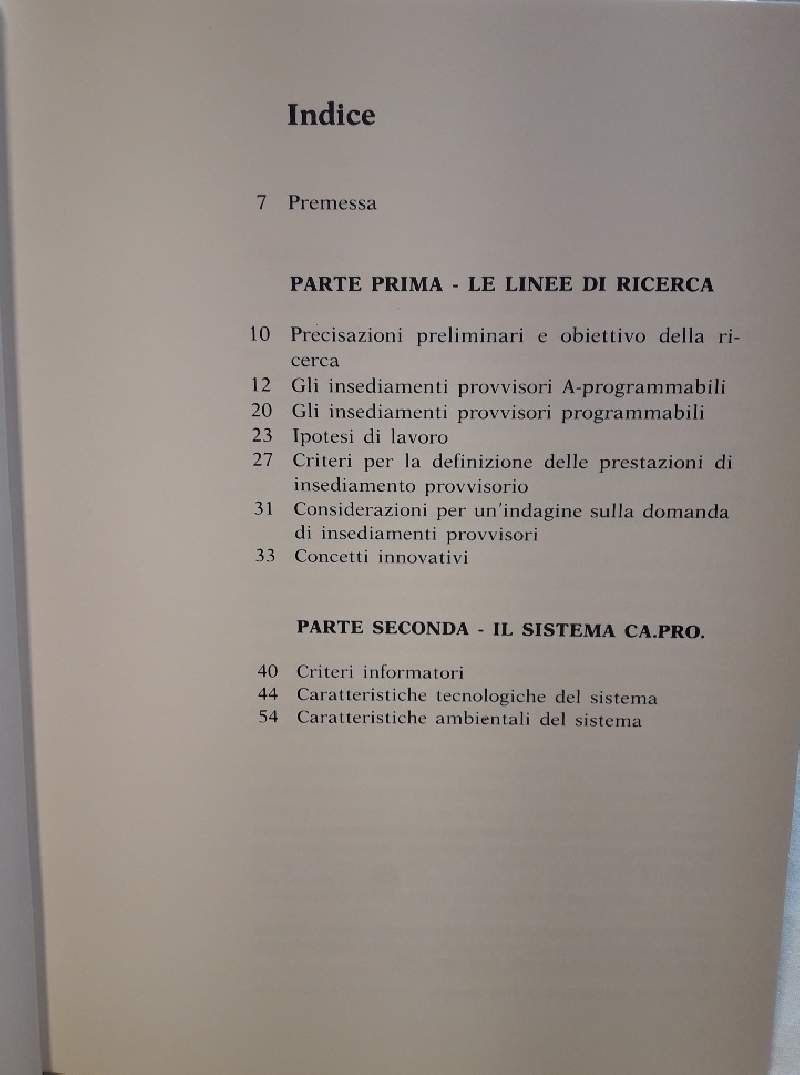 Indice
7 Premessa
PARTE PRIMA - LE LINEE DI RICERCA
10 Precisazioni preliminari e obiettivo della ri-
cerca
12 Gli insediamenti provvisori A-programmabili
20 Gli insediamenti provvisori programmabili
23 Ipotesi di lavoro
27 Criteri per la definizione delle prestazioni di
insediamento provvisorio
31 Considerazioni per un'indagine sulla domanda
di insediamenti provvisori
33 Concetti innovativi
PARTE SECONDA - IL SISTEMA CA.PRO.
40 Criteri informatori
44 Caratteristiche tecnologiche del sistema
54 Caratteristiche ambientali del sistema